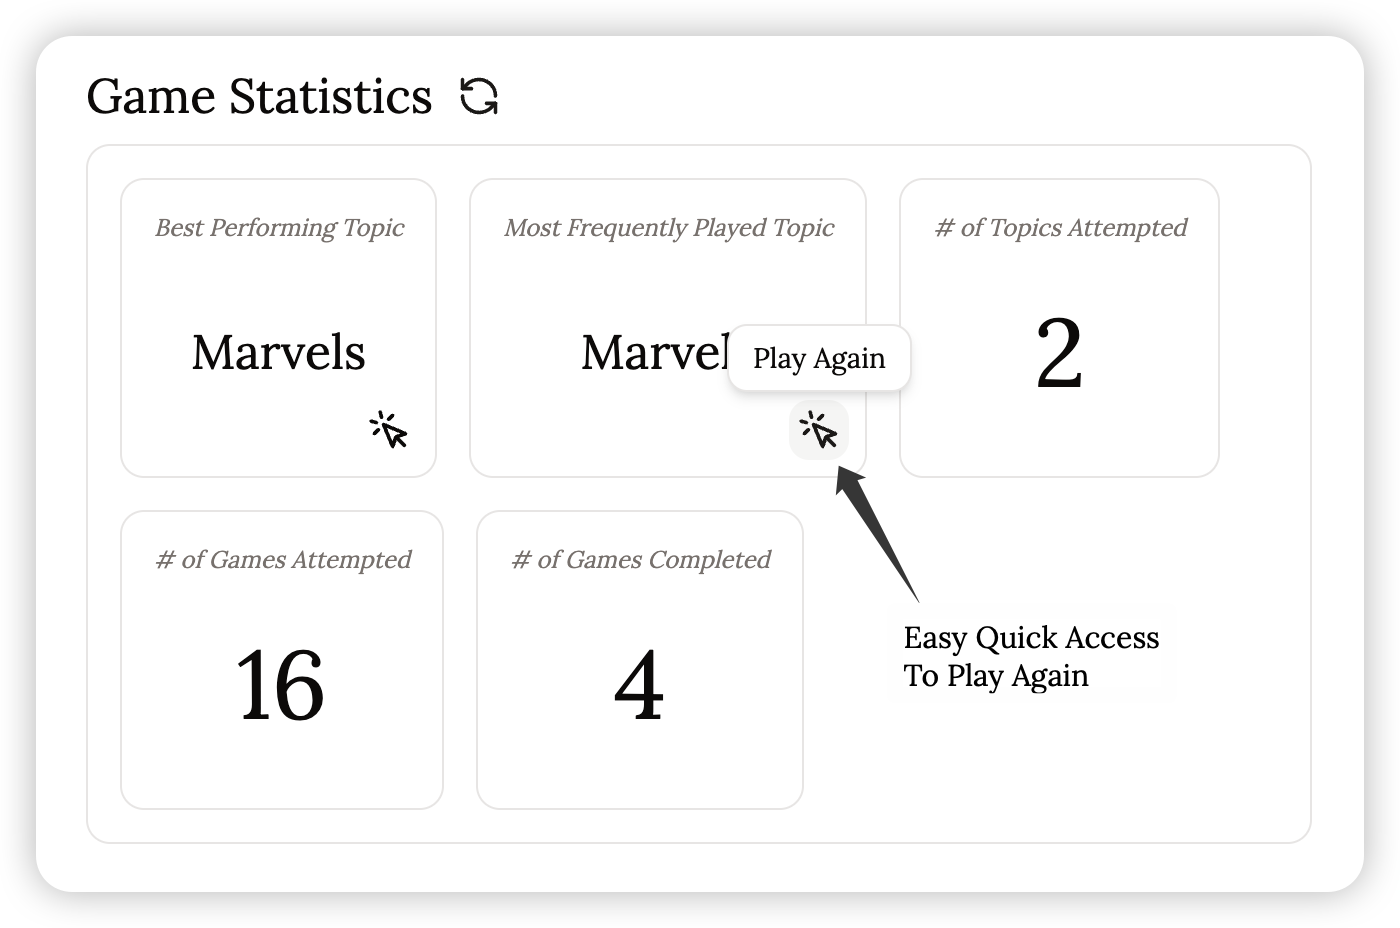 Game Statistics
Best Performing Topic
Marvels
Most Frequently Played Topic
Marvel
Play Again
# of Topics Attempted
2
# of Games Attempted
16
# of Games Completed
4
Easy Quick Access
To Play Again